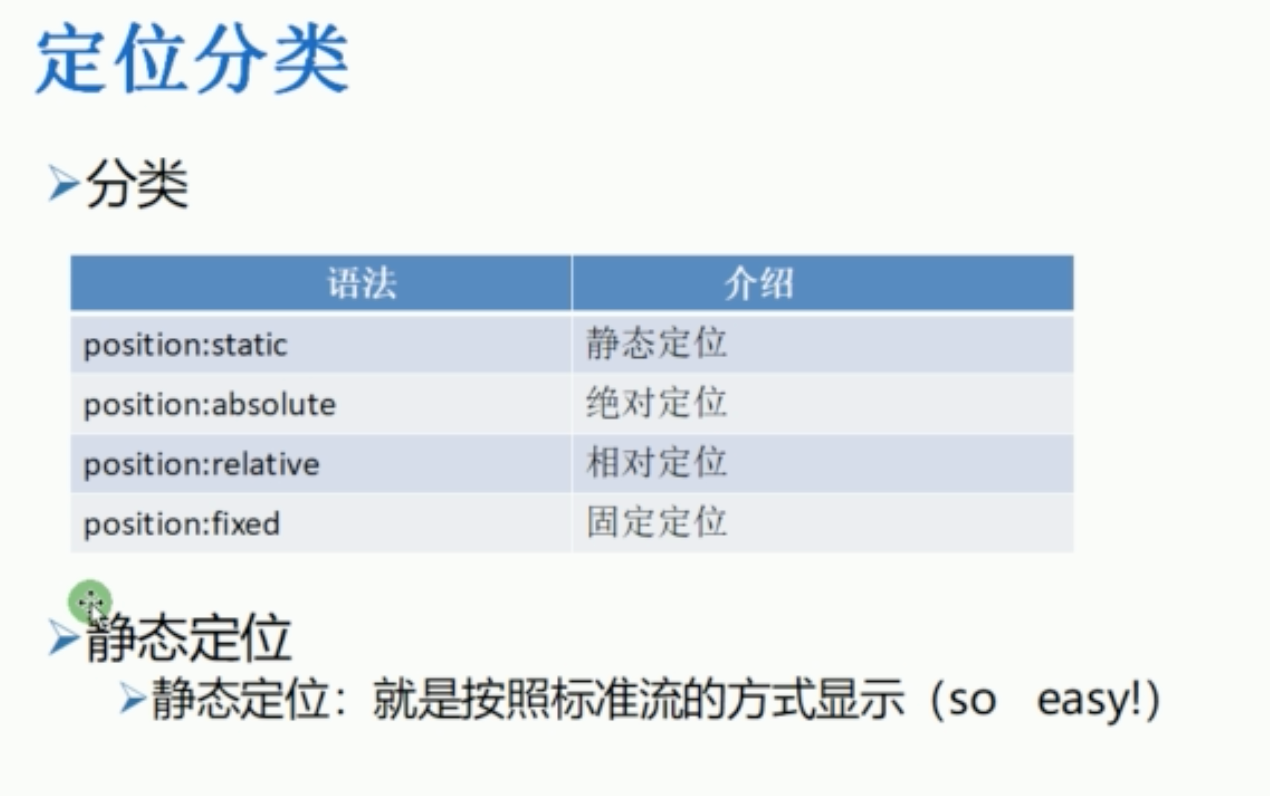 定位分类
分类
语法 介绍
position:static 静态定位
position:absolute 绝对定位
position:relative 相对定位
position:fixed 固定定位
静态定位
静态定位：就是按照标准流的方式显示（so easy!）